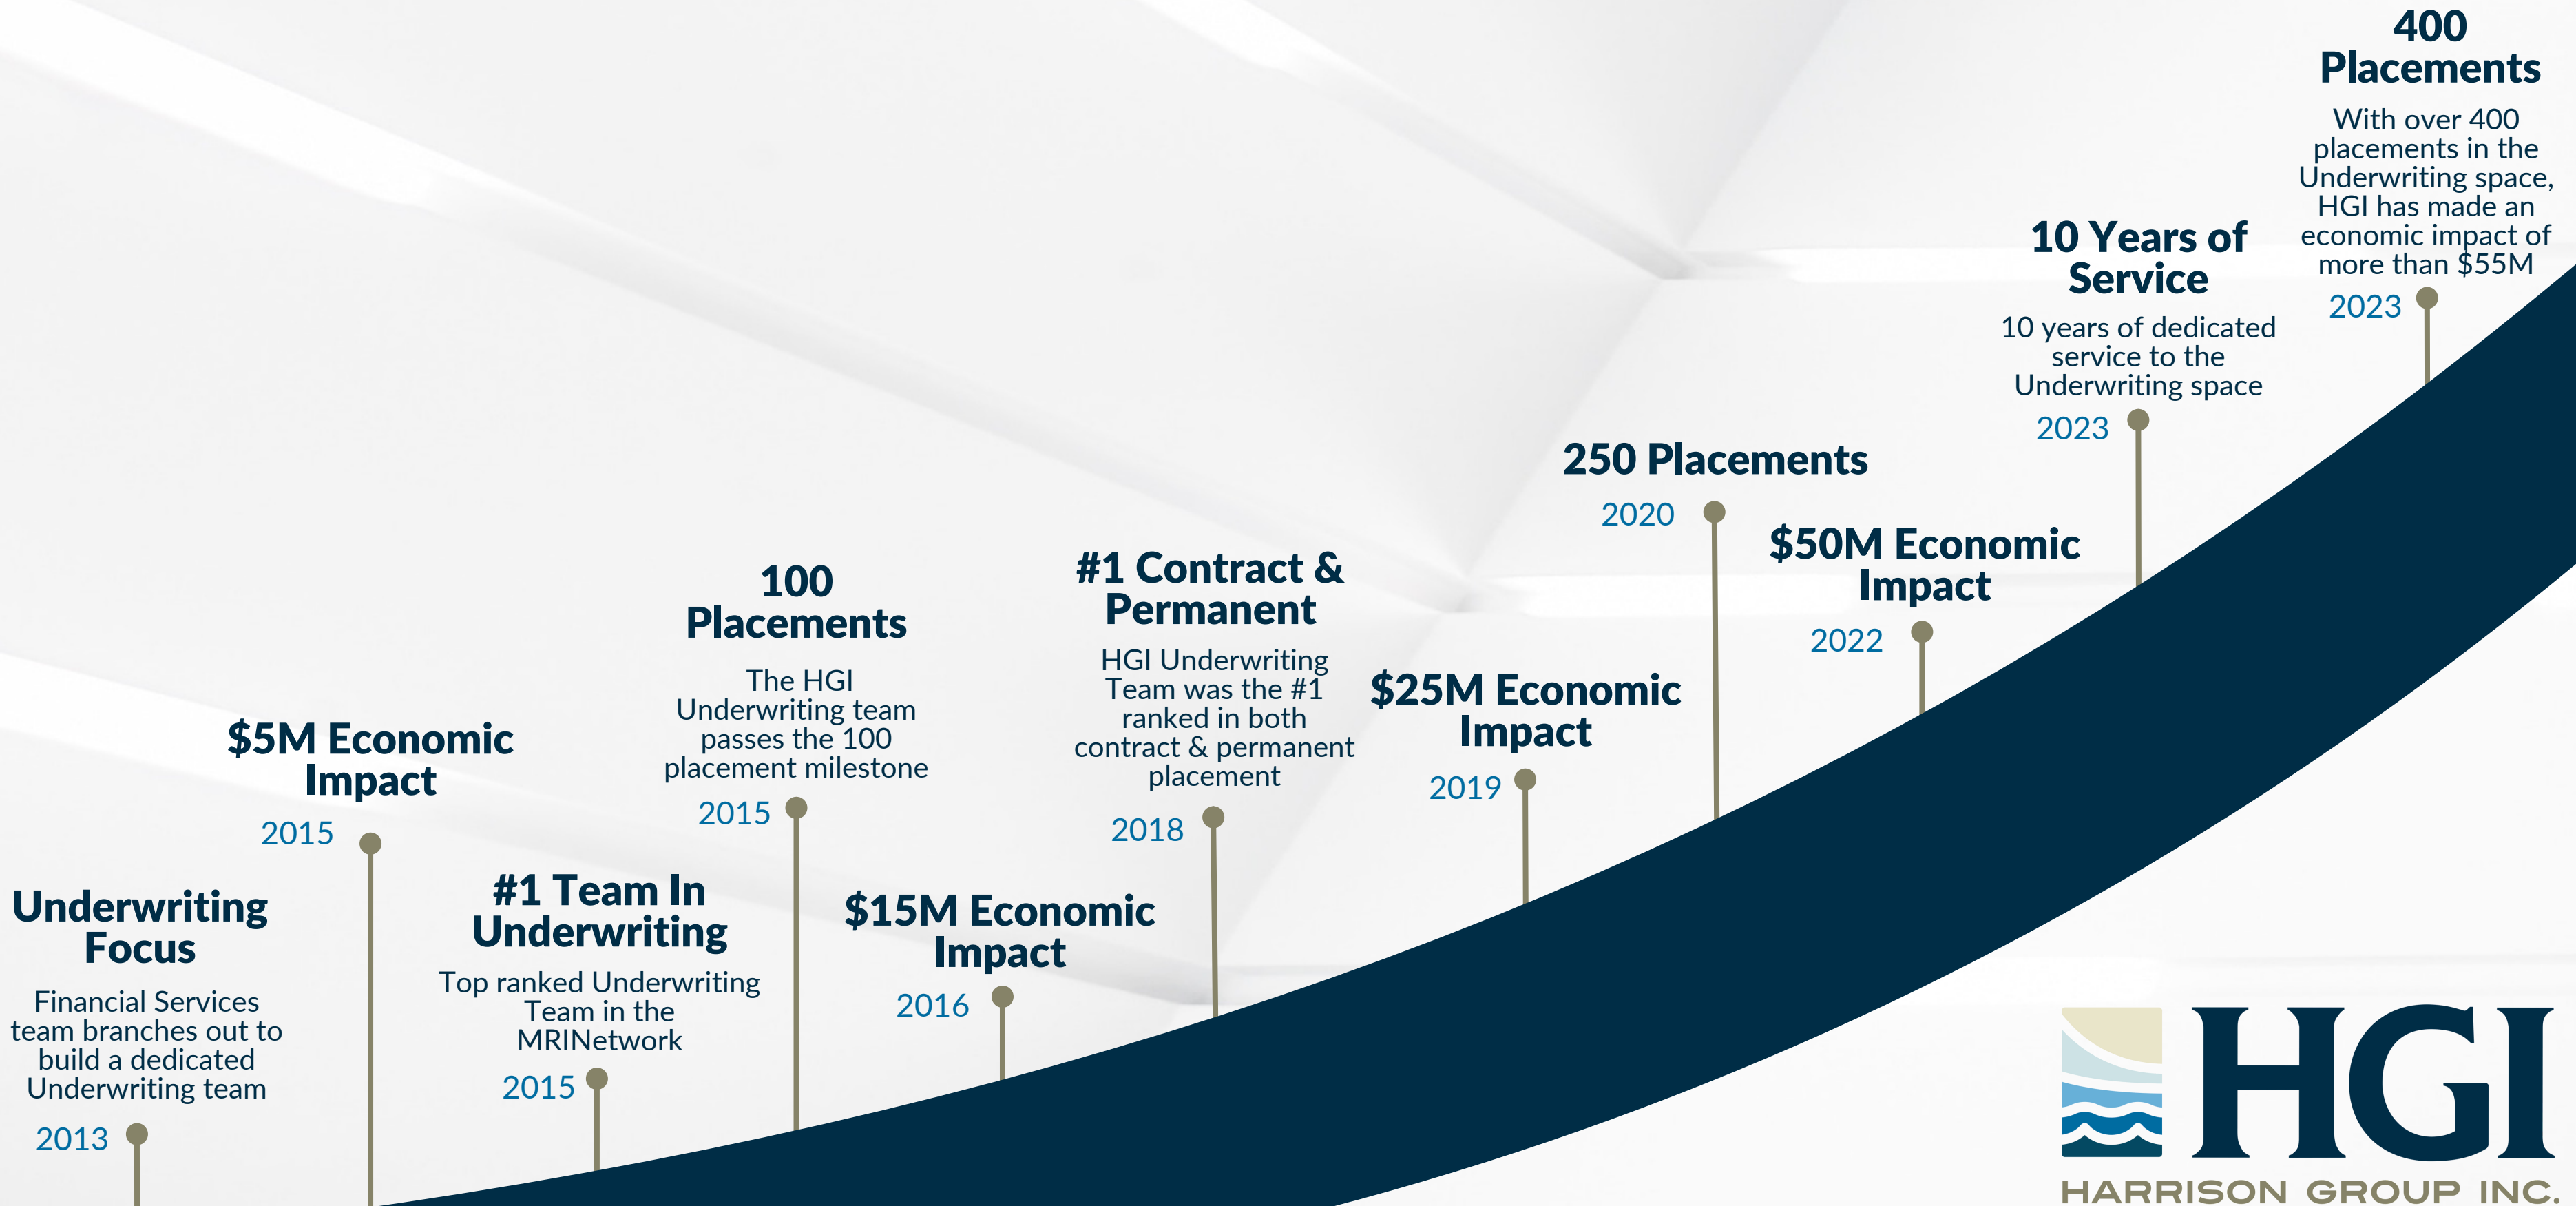 Underwriting
Focus
Financial Services
team branches out to
build a dedicated
Underwriting team
2013
$5M Economic
Impact
2015
#1 Team In
Underwriting
Top ranked Underwriting
Team in the
MRINetwork
2015
100
Placements
The HGI
Underwriting team
passes the 100
placement milestone
2015
$15M Economic
Impact
2016
#1 Contract &
Permanent
HGI Underwriting
Team was the #1
ranked in both
contract & permanent
placement
2018
$25M Economic
Impact
2019
250 Placements
2020
$50M Economic
Impact
2022
10 Years of
Service
10 years of dedicated
service to the
Underwriting space
2023
400
Placements
With over 400
placements in the
Underwriting space,
HGI has made an
economic impact of
more than $55M
2023
HGI
HARRISON GROUP INC.